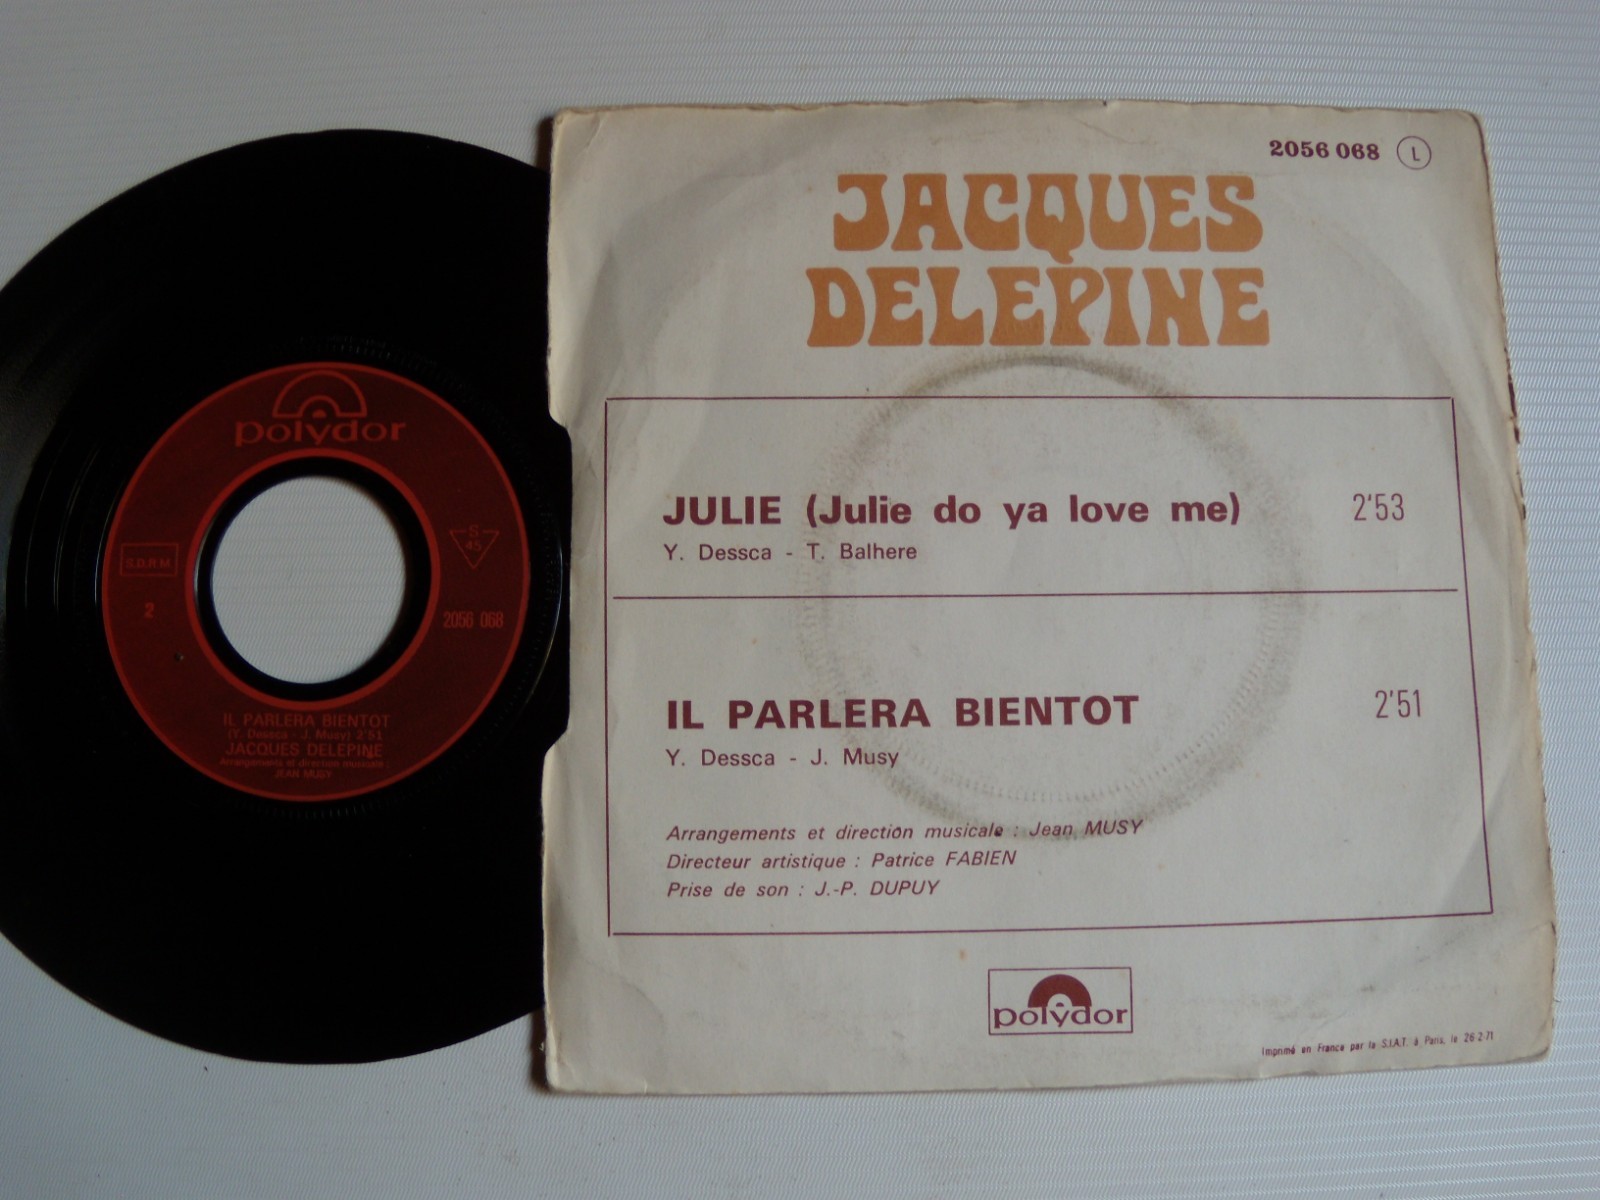 polydor
S
45
S.D.R.M
2
2056 068
IL PARLERA BIENTOT
(Y. Dessca - J. Musy) 2'51
JACQUES DELEPINE
Arrangements et direction musicale :
JEAN MUSY
2056 068 L
JACQUES
DELEPINE
JULIE (Julie do ya love me) 2'53
Y. Dessca - T. Balhere
IL PARLERA BIENTOT 2'51
Y. Dessca - J. Musy
Arrangements et direction musicale : Jean MUSY
Directeur artistique : Patrice FABIEN
Prise de son : J.-P. DUPUY
polydor
Imprimé en France par la S.I.A.T. à Paris, le 26-2-71